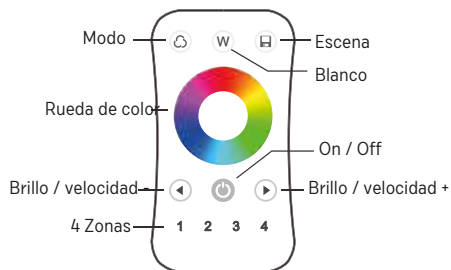 Modo
W
Escena
Blanco
Rueda de color
On / Off
Brillo / velocidad -
Brillo / velocidad +
4 Zonas
1 2 3 4